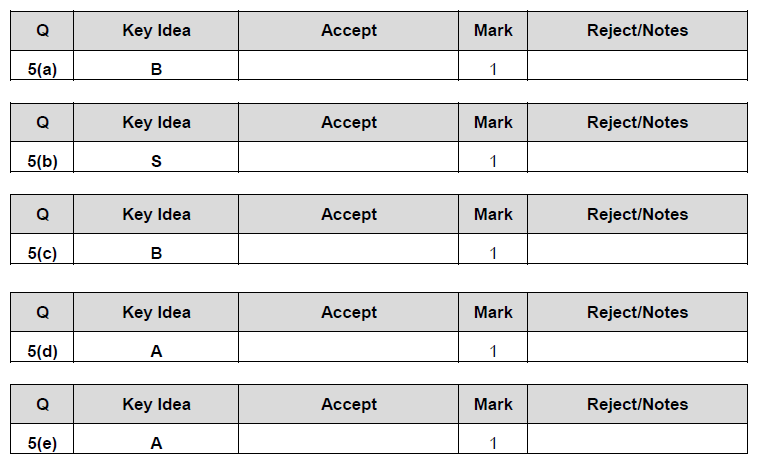 Q Key Idea Accept Mark Reject/Notes
5(a) B 1
Q Key Idea Accept Mark Reject/Notes
5(b) S 1
Q Key Idea Accept Mark Reject/Notes
5(c) B 1
Q Key Idea Accept Mark Reject/Notes
5(d) A 1
Q Key Idea Accept Mark Reject/Notes
5(e) A 1